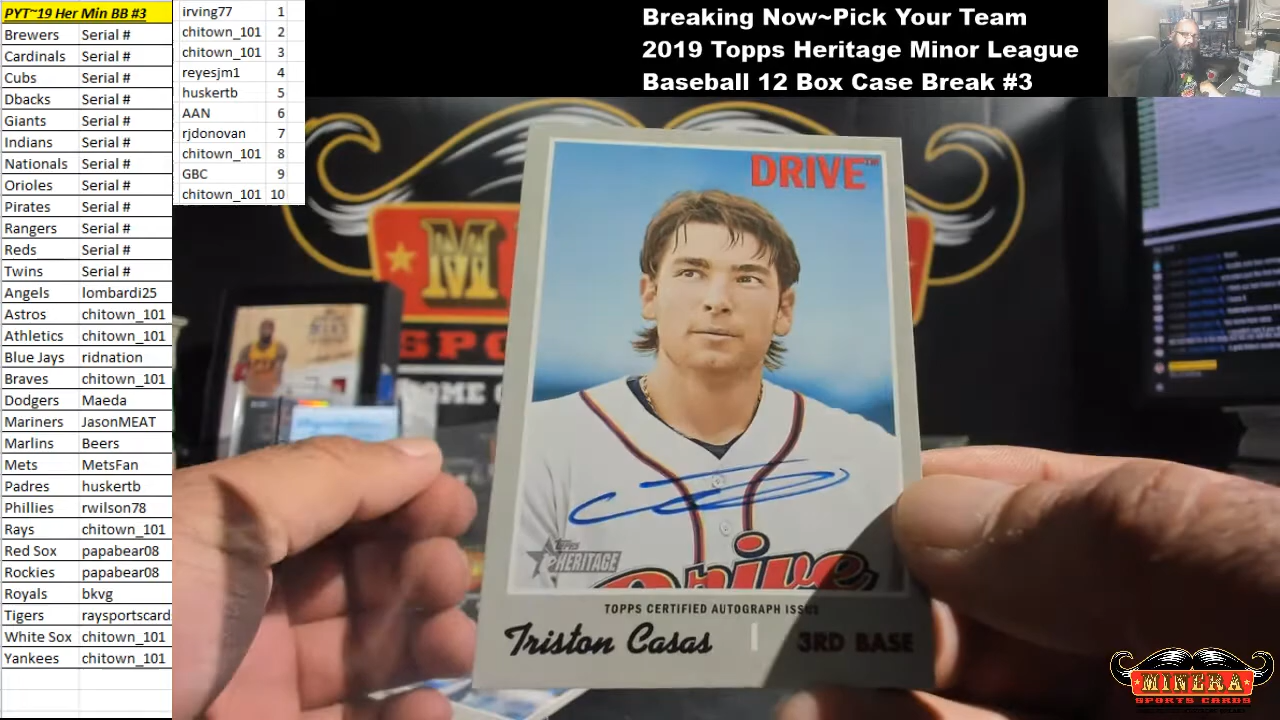 PYT~19 Her Min BB #3
Brewers Serial #
Cardinals Serial #
Cubs Serial #
Dbacks Serial #
Giants Serial #
Indians Serial #
Nationals Serial #
Orioles Serial #
Pirates Serial #
Rangers Serial #
Reds Serial #
Twins Serial #
Angels lombardi25
Astros chitown_101
Athletics chitown_101
Blue Jays ridnation
Braves chitown_101
Dodgers Maeda
Mariners JasonMEAT
Marlins Beers
Mets MetsFan
Padres huskertb
Phillies rwilson78
Rays chitown_101
Red Sox papabear08
Rockies papabear08
Royals bkvg
Tigers raysportscard
White Sox chitown_101
Yankees chitown_101
irving77 1
chitown_101 2
chitown_101 3
reyesjm1 4
huskertb 5
AAN 6
rjdonovan 7
chitown_101 8
GBC 9
chitown_101 10
Breaking Now~Pick Your Team
2019 Topps Heritage Minor League
Baseball 12 Box Case Break #3
DRIVE™
Topps
HERITAGE
Drive
TOPPS CERTIFIED AUTOGRAPH ISSUE
Triston Casas | 3RD BASE
M
SPO
OME
MINERA
SPORTS CARDS